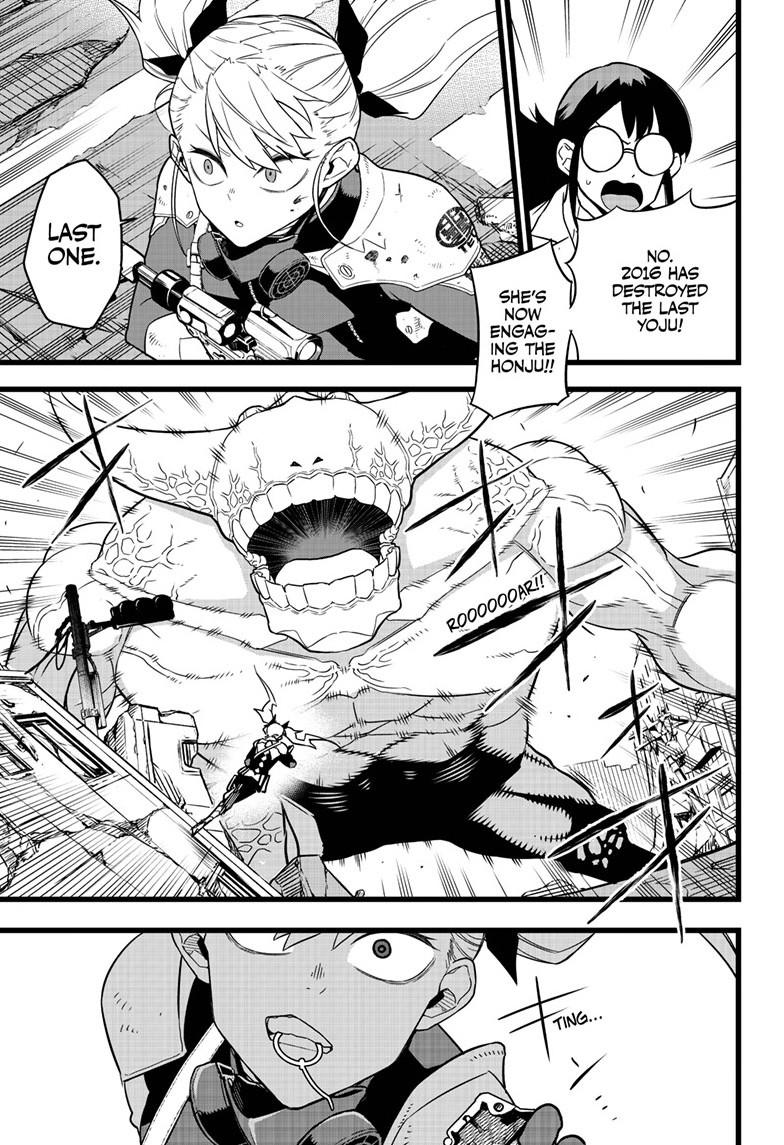 NO.
2016 HAS
DESTROYED
THE LAST
YOJU!
SHE'S
NOW
ENGAG-
ING THE
HONJU!!
LAST
ONE.
ROOOOOOAR!!
TING...